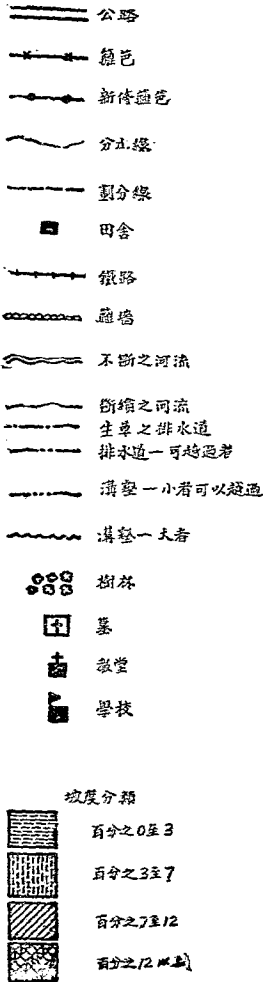 公路
籬笆
新修籬笆
分水線
劃分線
田舍
鐵路
籬墻
不斷之河流
斷續之河流
生草之排水道
排水道一可越過者
溝壑一小者可以越過
溝壑一大者
樹林
墓
教堂
學校
坡度分類
百分之0至3
百分之3至7
百分之7至12
百分之12以上